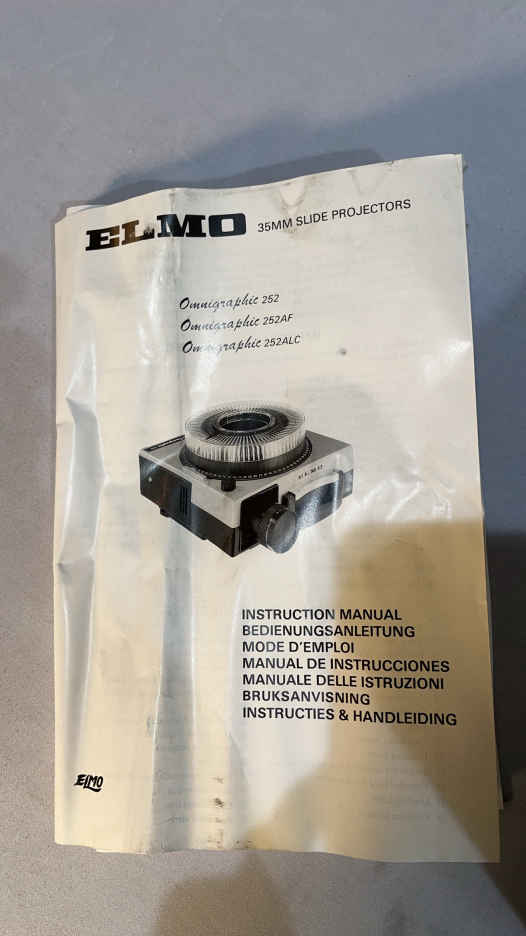 ELMO 35MM SLIDE PROJECTORS
Omnigraphic 252
Omnigraphic 252AF
Omnigraphic 252ALC
ELMO
INSTRUCTION MANUAL
BEDIENUNGSANLEITUNG
MODE D'EMPLOI
MANUAL DE INSTRUCCIONES
MANUALE DELLE ISTRUZIONI
BRUKSANVISNING
INSTRUCTIES & HANDLEIDING
ELMO